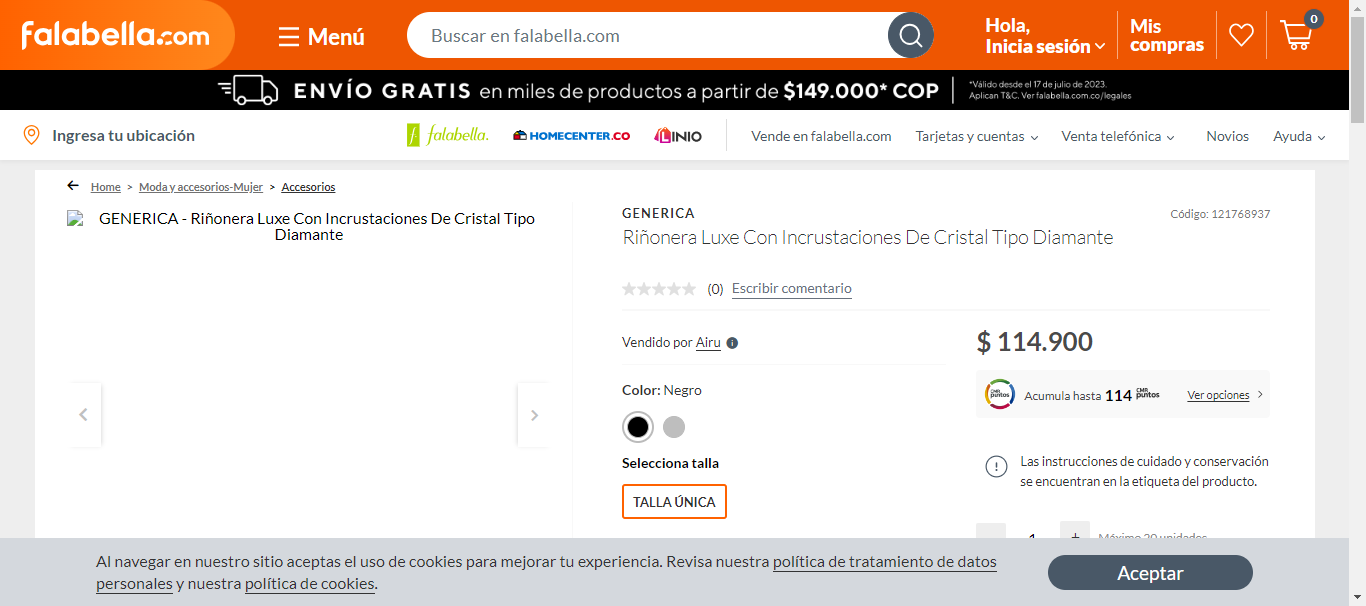 falabella.com
Menú
Buscar en falabella.com
Hola,
Inicia sesión
Mis
compras
0
ENVÍO GRATIS en miles de productos a partir de $149.000* COP
*Válido desde el 17 de julio de 2023.
Aplican T&C. Ver falabella.com.co/legales
Ingresa tu ubicación
f falabella.
HOMECENTER.CO
LINIO
Vende en falabella.com
Tarjetas y cuentas
Venta telefónica
Novios
Ayuda
Home > Moda y accesorios-Mujer > Accesorios
GENERICA - Riñonera Luxe Con Incrustaciones De Cristal Tipo
Diamante
GENERICA
Código: 121768937
Riñonera Luxe Con Incrustaciones De Cristal Tipo Diamante
(0) Escribir comentario
Vendido por Airu
$ 114.900
CMR puntos
Acumula hasta 114 CMR puntos
Ver opciones >
Color: Negro
Selecciona talla
TALLA ÚNICA
Las instrucciones de cuidado y conservación
se encuentran en la etiqueta del producto.
1
+
Máximo 20 unidades
Al navegar en nuestro sitio aceptas el uso de cookies para mejorar tu experiencia. Revisa nuestra política de tratamiento de datos
personales y nuestra política de cookies.
Aceptar